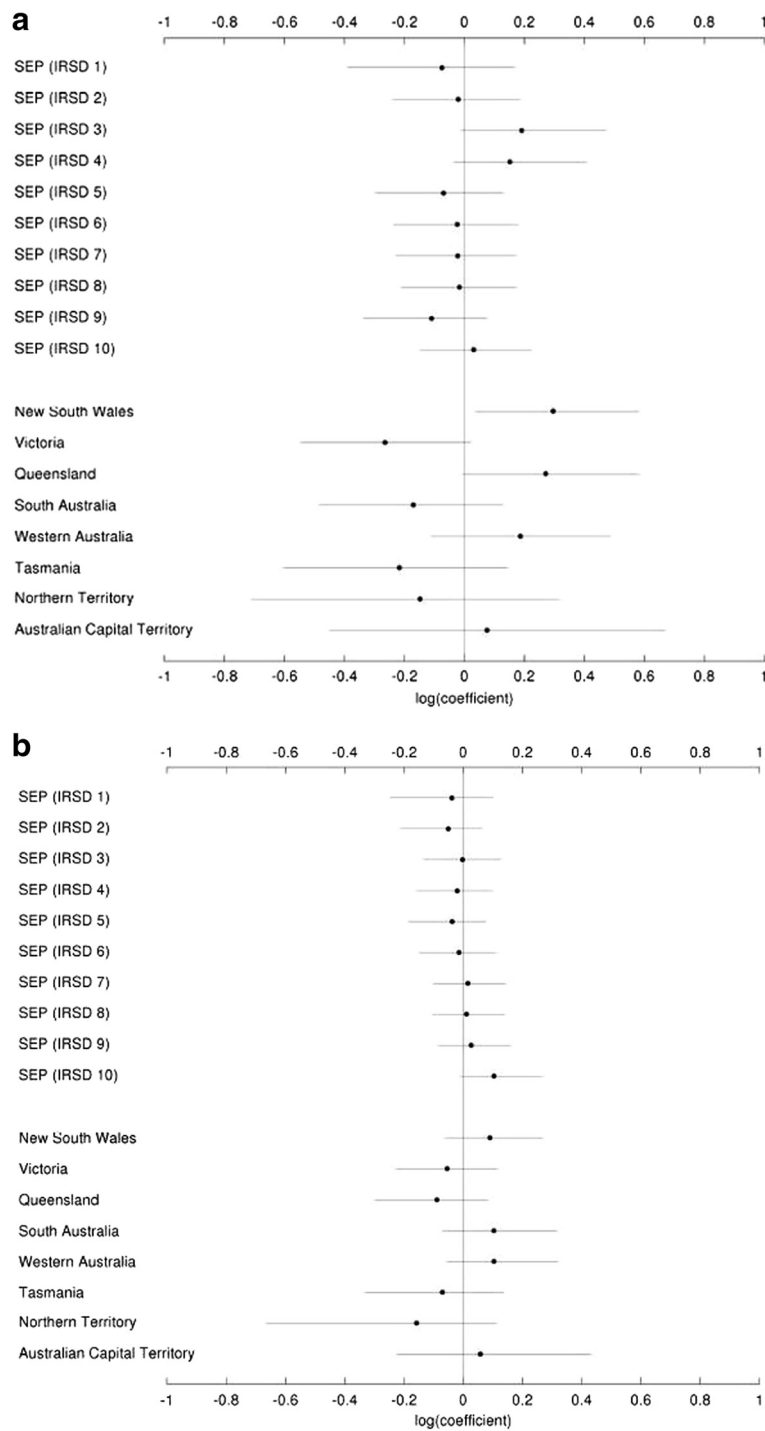 a
-1 -0.8 -0.6 -0.4 -0.2 0 0.2 0.4 0.6 0.8 1
SEP (IRSD 1)
SEP (IRSD 2)
SEP (IRSD 3)
SEP (IRSD 4)
SEP (IRSD 5)
SEP (IRSD 6)
SEP (IRSD 7)
SEP (IRSD 8)
SEP (IRSD 9)
SEP (IRSD 10)
New South Wales
Victoria
Queensland
South Australia
Western Australia
Tasmania
Northern Territory
Australian Capital Territory
-1 -0.8 -0.6 -0.4 -0.2 0 0.2 0.4 0.6 0.8 1
log(coefficient)
b
-1 -0.8 -0.6 -0.4 -0.2 0 0.2 0.4 0.6 0.8 1
SEP (IRSD 1)
SEP (IRSD 2)
SEP (IRSD 3)
SEP (IRSD 4)
SEP (IRSD 5)
SEP (IRSD 6)
SEP (IRSD 7)
SEP (IRSD 8)
SEP (IRSD 9)
SEP (IRSD 10)
New South Wales
Victoria
Queensland
South Australia
Western Australia
Tasmania
Northern Territory
Australian Capital Territory
-1 -0.8 -0.6 -0.4 -0.2 0 0.2 0.4 0.6 0.8 1
log(coefficient)